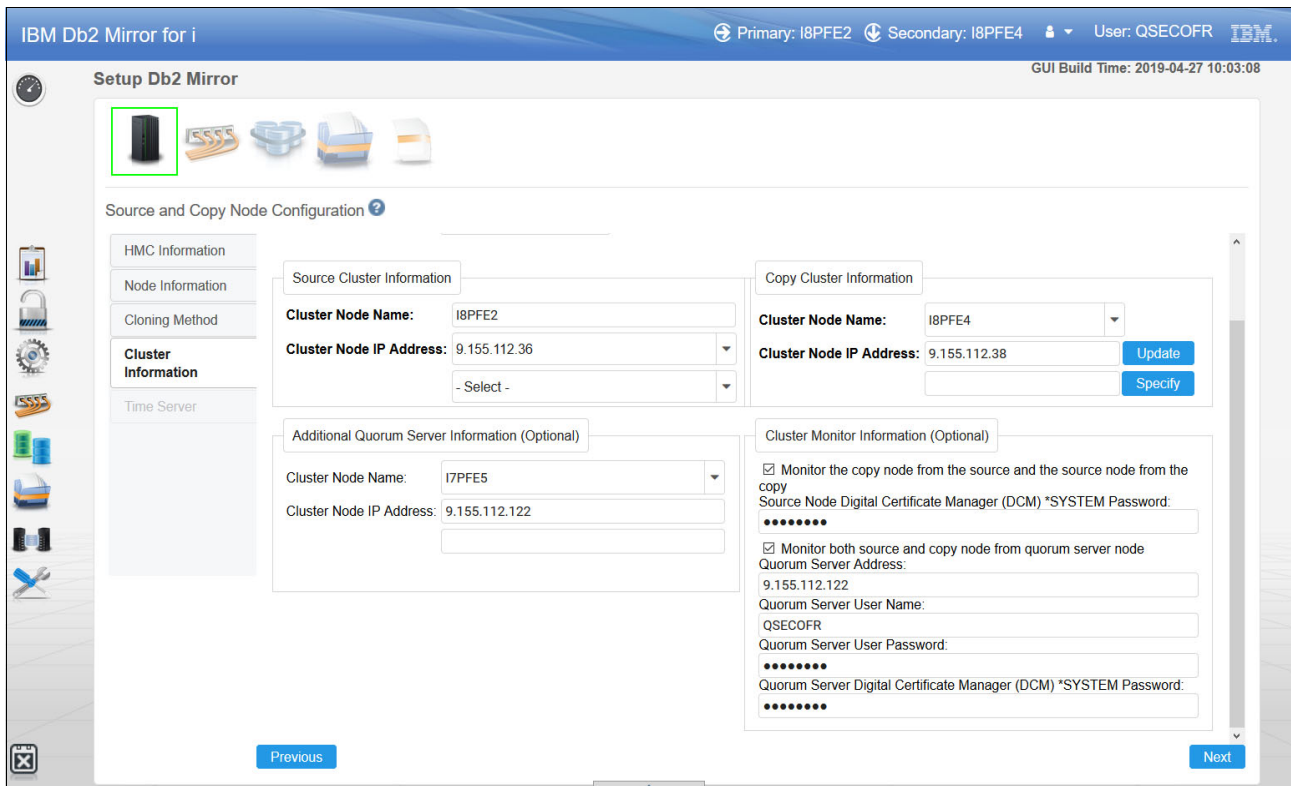 IBM Db2 Mirror for i
Primary: I8PFE2 Secondary: I8PFE4 User: QSECOFR IBM.
GUI Build Time: 2019-04-27 10:03:08
Setup Db2 Mirror
Source and Copy Node Configuration ?
HMC Information
Node Information
Cloning Method
Cluster
Information
Time Server
Source Cluster Information
Cluster Node Name: I8PFE2
Cluster Node IP Address: 9.155.112.36
- Select -
Copy Cluster Information
Cluster Node Name: I8PFE4
Cluster Node IP Address: 9.155.112.38 Update
Specify
Additional Quorum Server Information (Optional)
Cluster Node Name: I7PFE5
Cluster Node IP Address: 9.155.112.122
Cluster Monitor Information (Optional)
Monitor the copy node from the source and the source node from the
copy
Source Node Digital Certificate Manager (DCM) *SYSTEM Password:
••••••••
Monitor both source and copy node from quorum server node
Quorum Server Address:
9.155.112.122
Quorum Server User Name:
QSECOFR
Quorum Server User Password:
••••••••
Quorum Server Digital Certificate Manager (DCM) *SYSTEM Password:
••••••••
Previous
Next